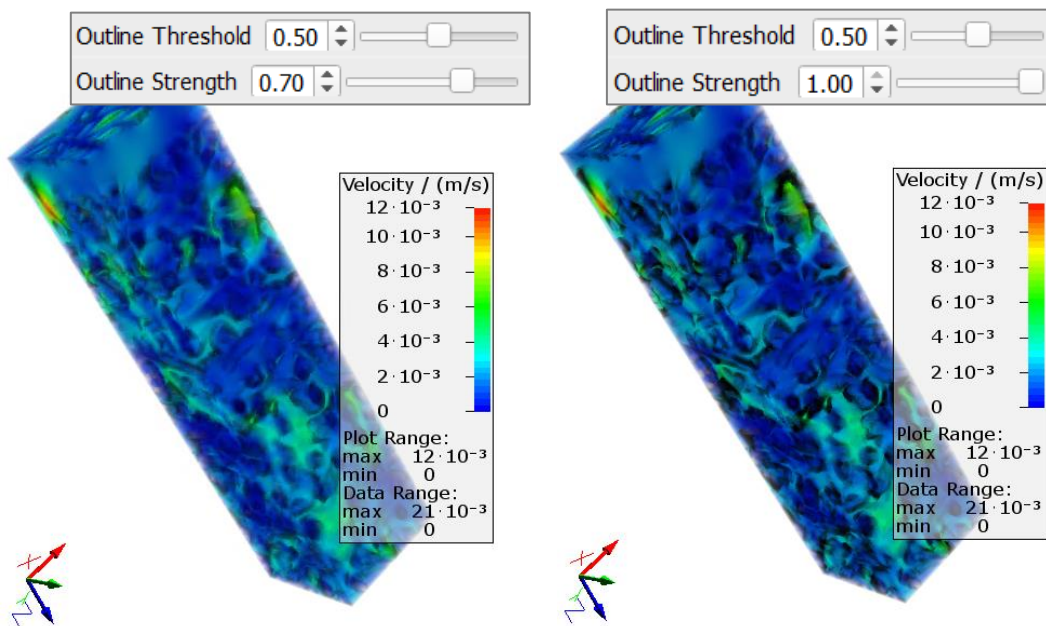 Outline Threshold 0.50
Outline Strength 0.70
Velocity / (m/s)
12·10⁻³
10·10⁻³
8·10⁻³
6·10⁻³
4·10⁻³
2·10⁻³
0
Plot Range:
max 12·10⁻³
min 0
Data Range:
max 21·10⁻³
min 0
X
Y
Z
Outline Threshold 0.50
Outline Strength 1.00
Velocity / (m/s)
12·10⁻³
10·10⁻³
8·10⁻³
6·10⁻³
4·10⁻³
2·10⁻³
0
Plot Range:
max 12·10⁻³
min 0
Data Range:
max 21·10⁻³
min 0
X
Y
Z